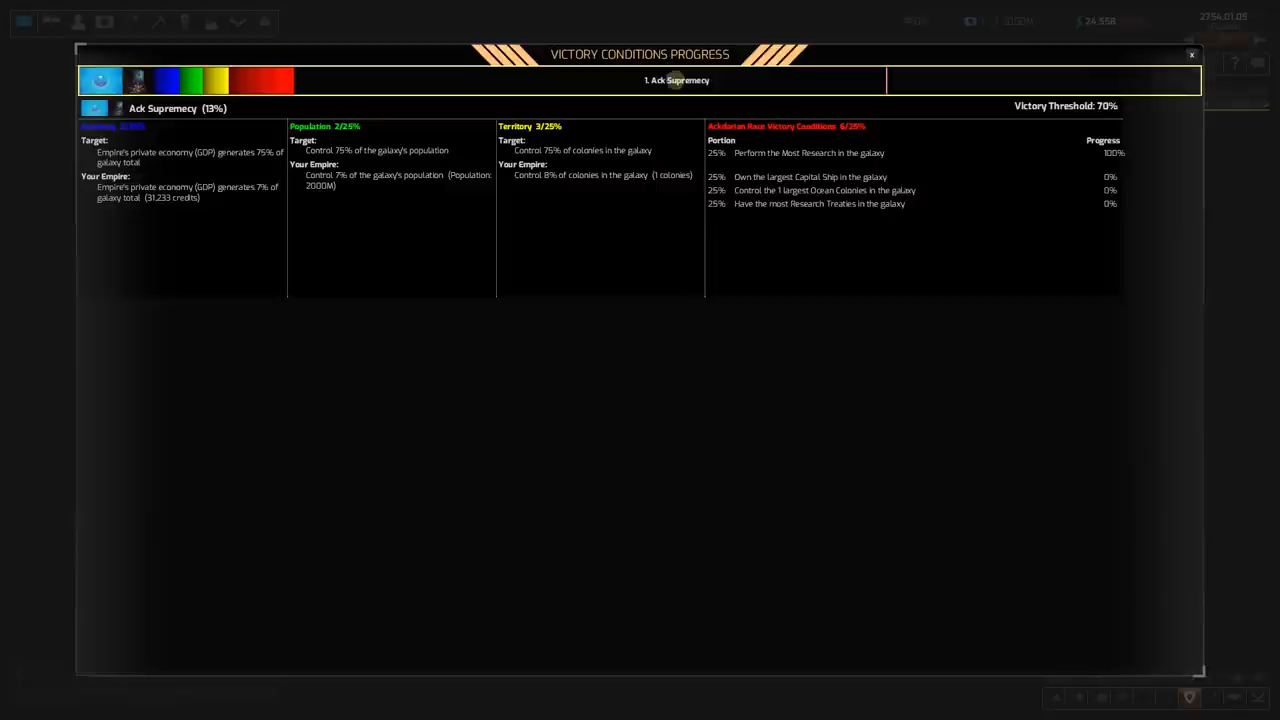 24,558
2754.01.05
VICTORY CONDITIONS PROGRESS
x
1. Ack Supremecy
Ack Supremecy (13%)
Victory Threshold: 70%
Population 2/25%
Territory 3/25%
Ackdarian Race Victory Conditions 6/25%
Target:
Empire's private economy (GDP) generates 75% of
galaxy total
Your Empire:
Empire's private economy (GDP) generates 7% of
galaxy total (31,233 credits)
Target:
Control 75% of the galaxy's population
Your Empire:
Control 7% of the galaxy's population (Population:
2000M)
Target:
Control 75% of colonies in the galaxy
Your Empire:
Control 8% of colonies in the galaxy (1 colonies)
Portion Progress
25% Perform the Most Research in the galaxy 100%
25% Own the largest Capital Ship in the galaxy 0%
25% Control the 1 largest Ocean Colonies in the galaxy 0%
25% Have the most Research Treaties in the galaxy 0%